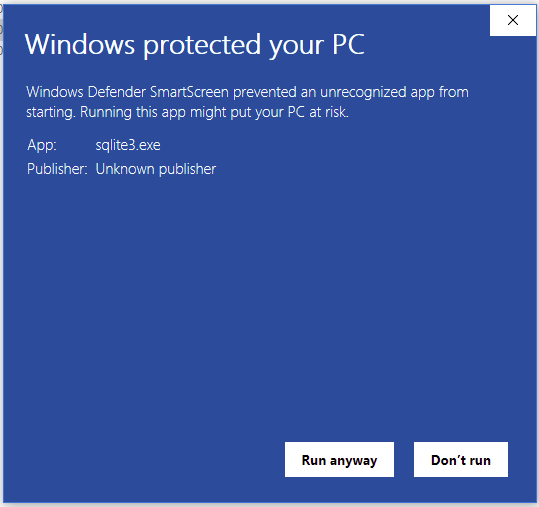 Windows protected your PC
Windows Defender SmartScreen prevented an unrecognized app from
starting. Running this app might put your PC at risk.
App: sqlite3.exe
Publisher: Unknown publisher
Run anyway Don't run